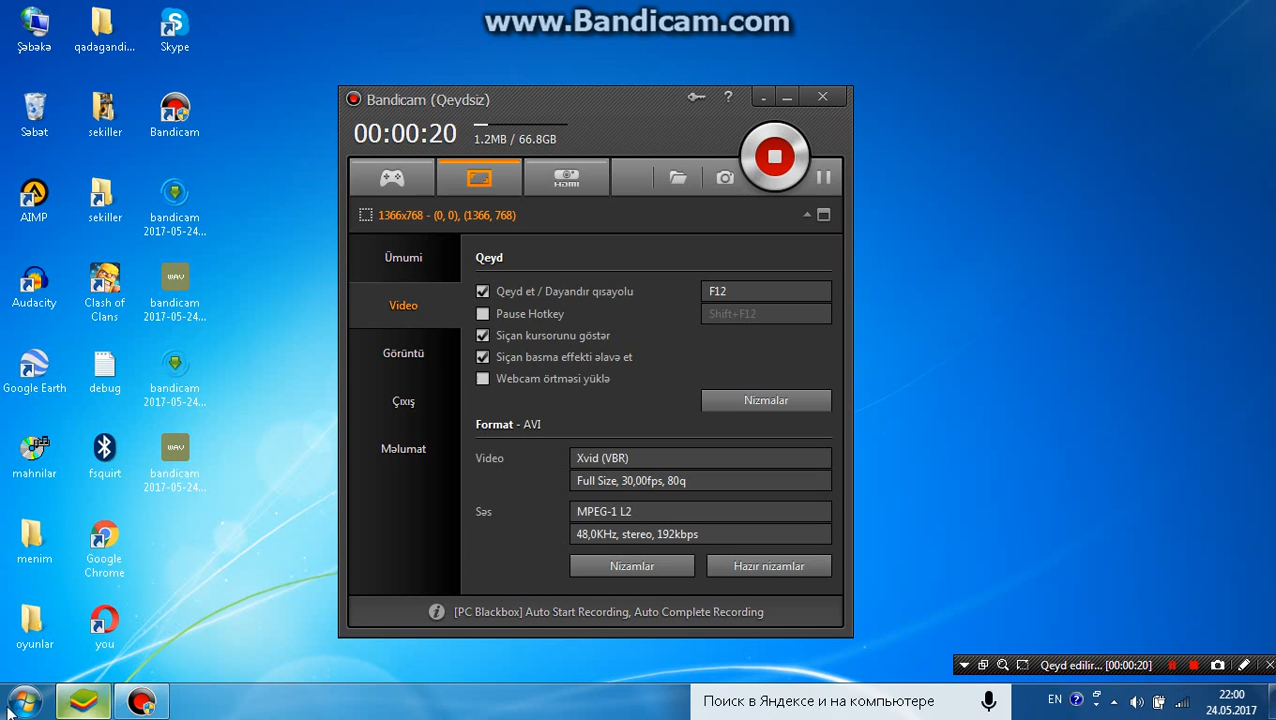 www.Bandicam.com
Şəbəkə
qadagandi...
Skype
Səbət
sekiller
Bandicam
AIMP
sekiller
bandicam
2017-05-24...
Audacity
Clash of
Clans
WAV
bandicam
2017-05-24...
Google Earth
debug
bandicam
2017-05-24...
mahnilar
fsquirt
WAV
bandicam
2017-05-24...
menim
Google
Chrome
oyunlar
you
Bandicam (Qeydsiz)
?
00:00:20
1.2MB / 66.8GB
HDMI
1366x768 - (0, 0), (1366, 768)
Ümumi
Video
Görüntü
Çıxış
Məlumat
Qeyd
Qeyd et / Dayandır qısayolu
F12
Pause Hotkey
Shift+F12
Siçan kursorunu göstər
Siçan basma effekti əlavə et
Webcam örtməsi yüklə
Nizmalar
Format - AVI
Video
Xvid (VBR)
Full Size, 30,00fps, 80q
Səs
MPEG-1 L2
48,0KHz, stereo, 192kbps
Nizamlar
Hazır nizamlar
[PC Blackbox] Auto Start Recording, Auto Complete Recording
Qeyd edilir... [00:00:20]
Поиск в Яндексе и на компьютере
EN
?
22:00
24.05.2017